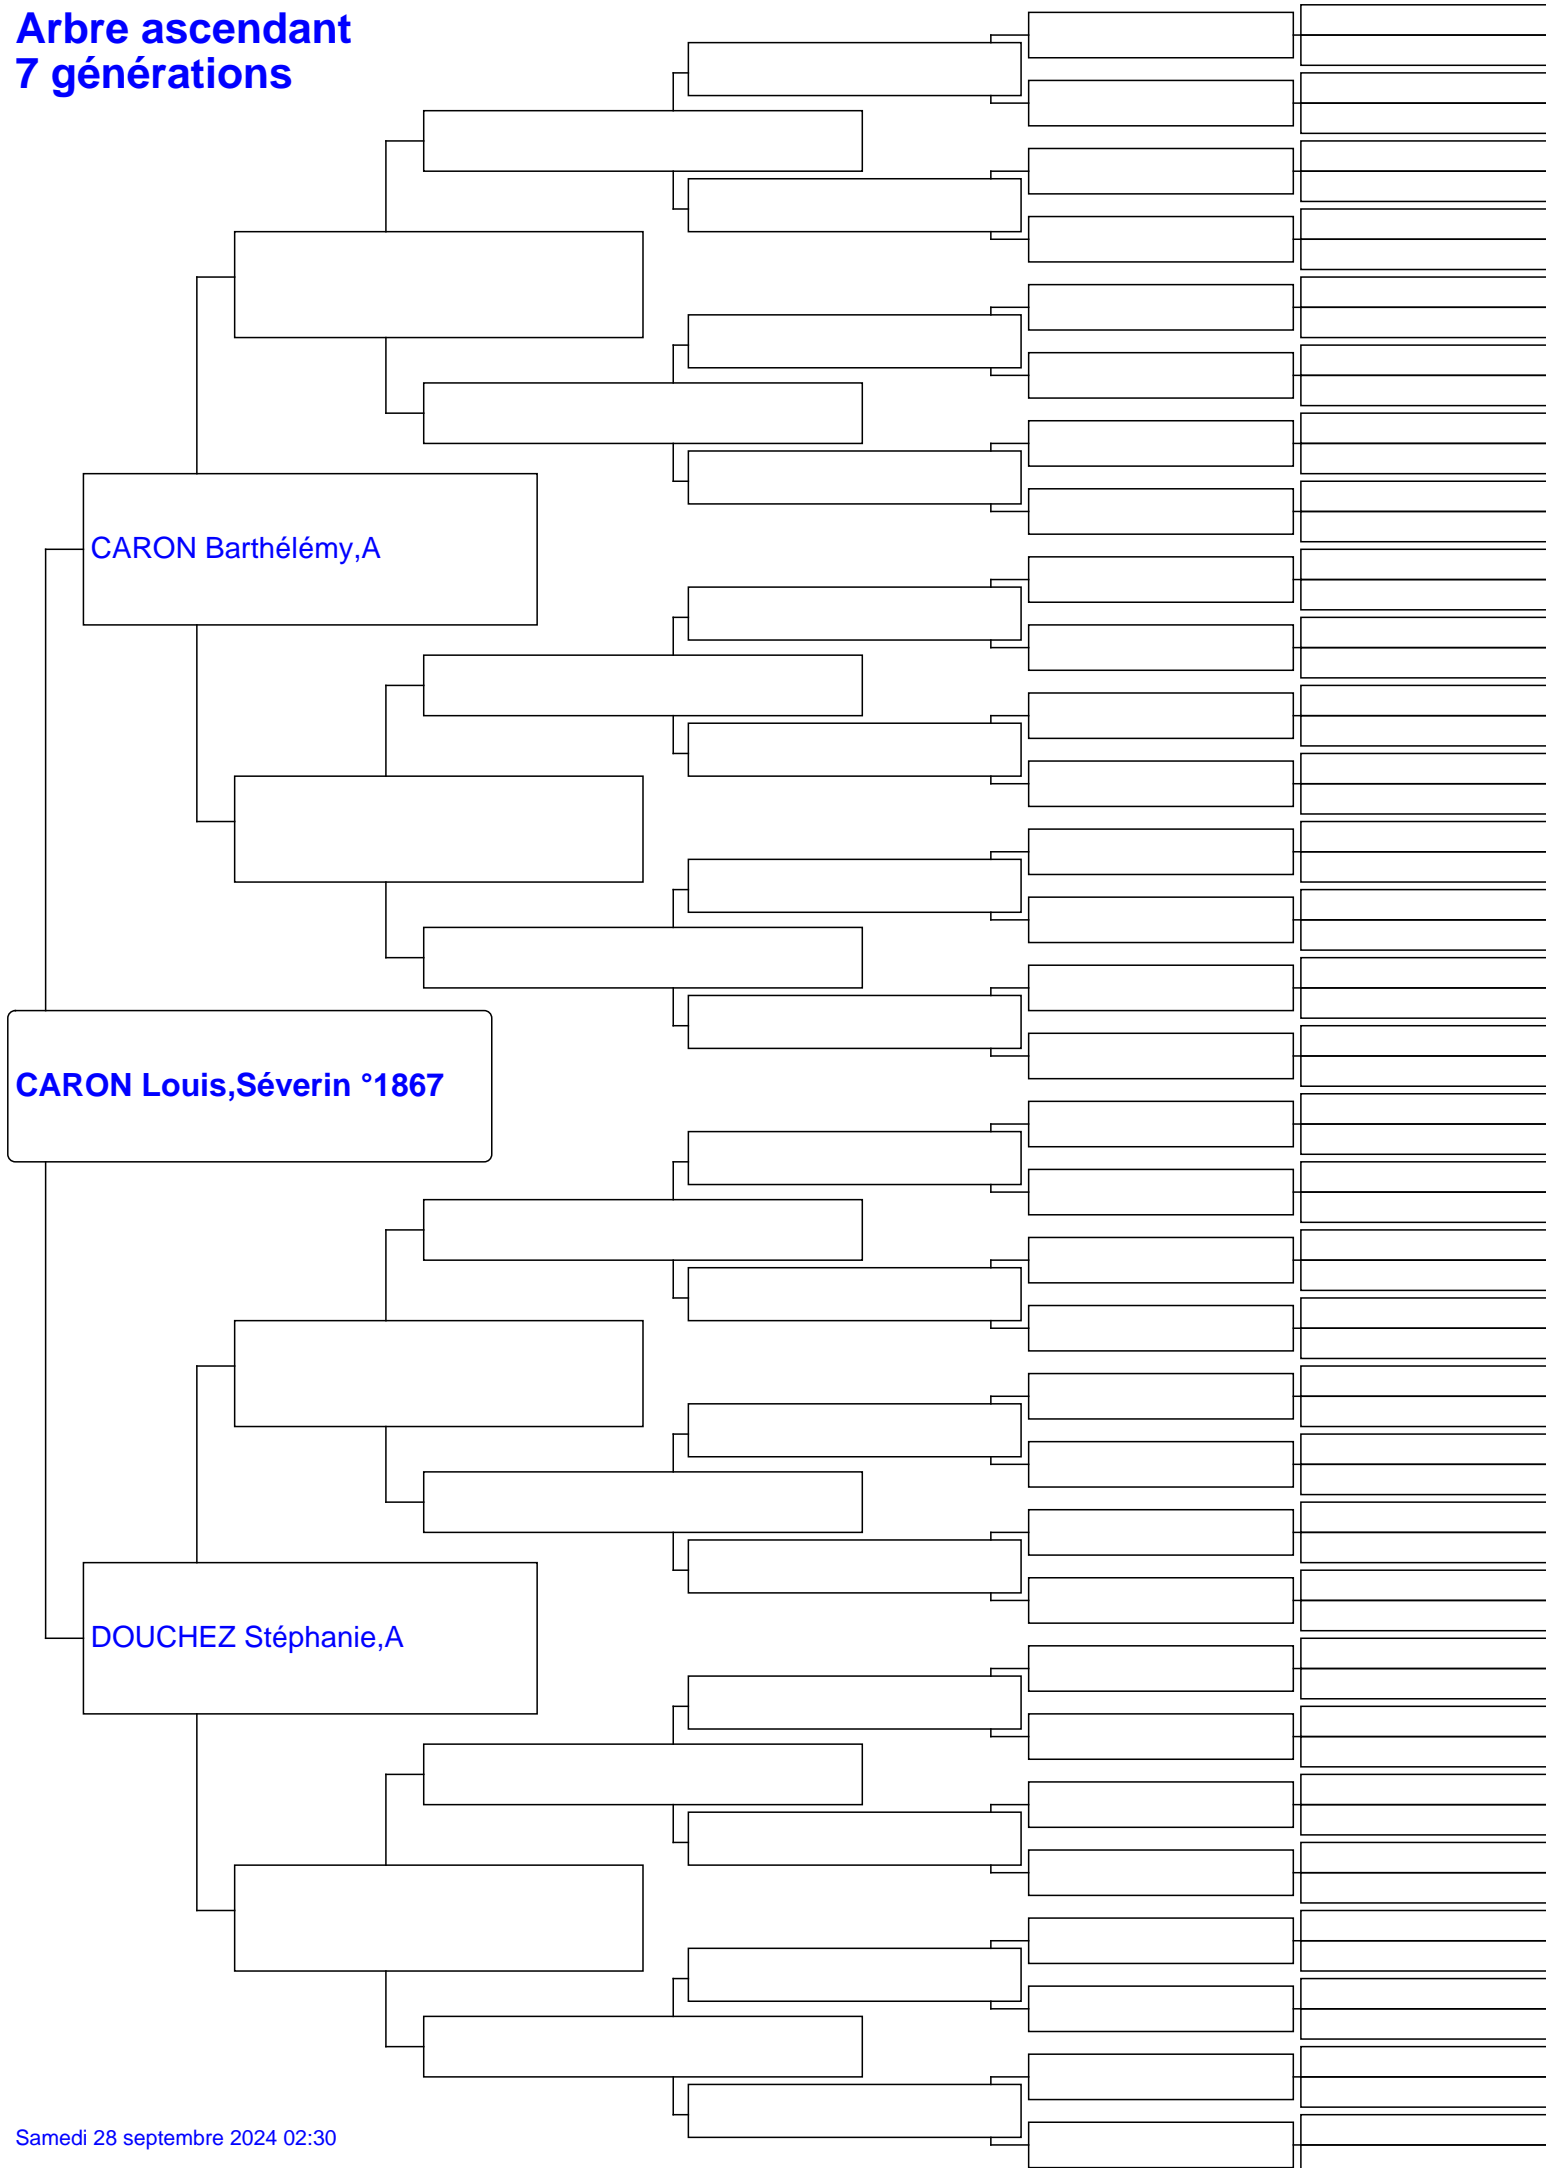 Arbre ascendant
7 générations
CARON Barthélémy,A
CARON Louis,Séverin °1867
DOUCHEZ Stéphanie,A
Samedi 28 septembre 2024 02:30